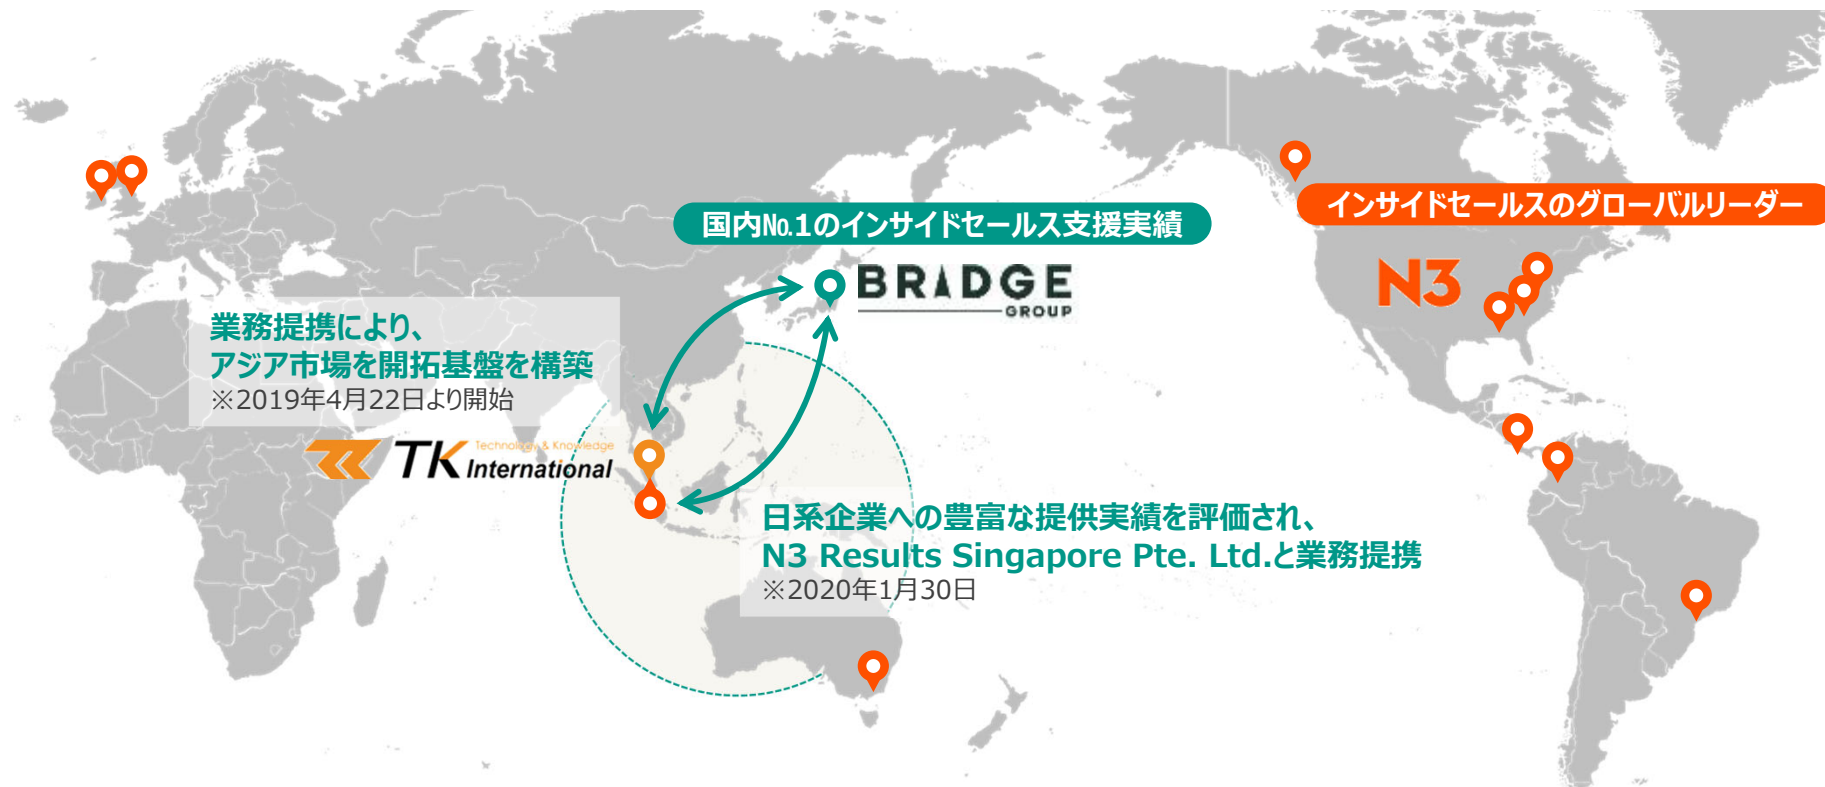 国内№1のインサイドセールス支援実績
インサイドセールスのグローバルリーダー
BRIDGE
GROUP
N3
業務提携により、
アジア市場を開拓基盤を構築
※2019年4月22日より開始
TK Technology & Knowledge
International
日系企業への豊富な提供実績を評価され、
N3 Results Singapore Pte. Ltd.と業務提携
※2020年1月30日